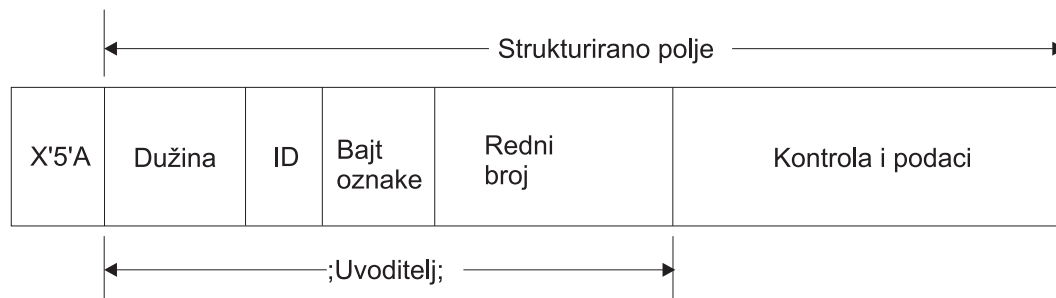 Strukturirano polje
X'5'A
Dužina
ID
Bajt
oznake
Redni
broj
Kontrola i podaci
;Uvoditelj;